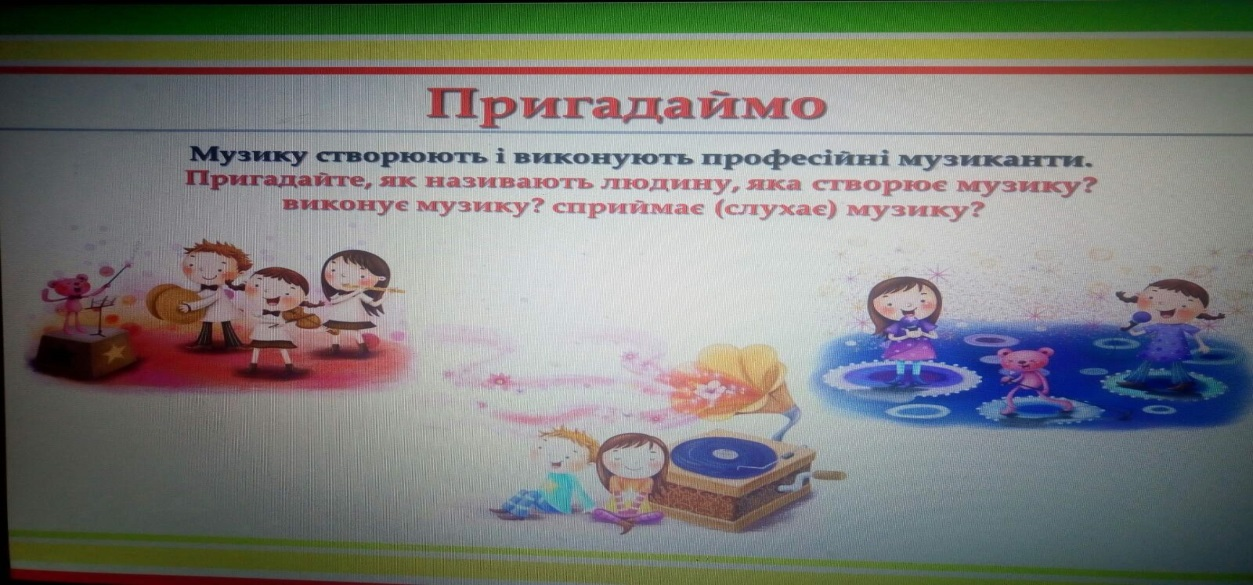 Пригадаймо
Музику створюють і виконують професійні музиканти.
Пригадайте, як називають людину, яка створює музику?
виконує музику? сприймає (слухає) музику?